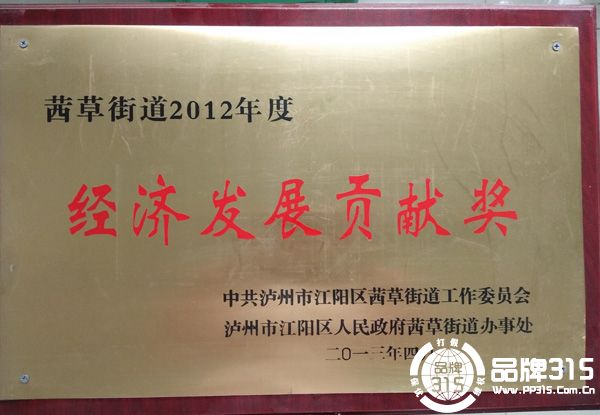 茜草街道2012年度
经济发展贡献奖
中共泸州市江阳区茜草街道工作委员会
泸州市江阳区人民政府茜草街道办事处
二〇一三年四
打假
315
品牌315
www.PP315.Com.Cn